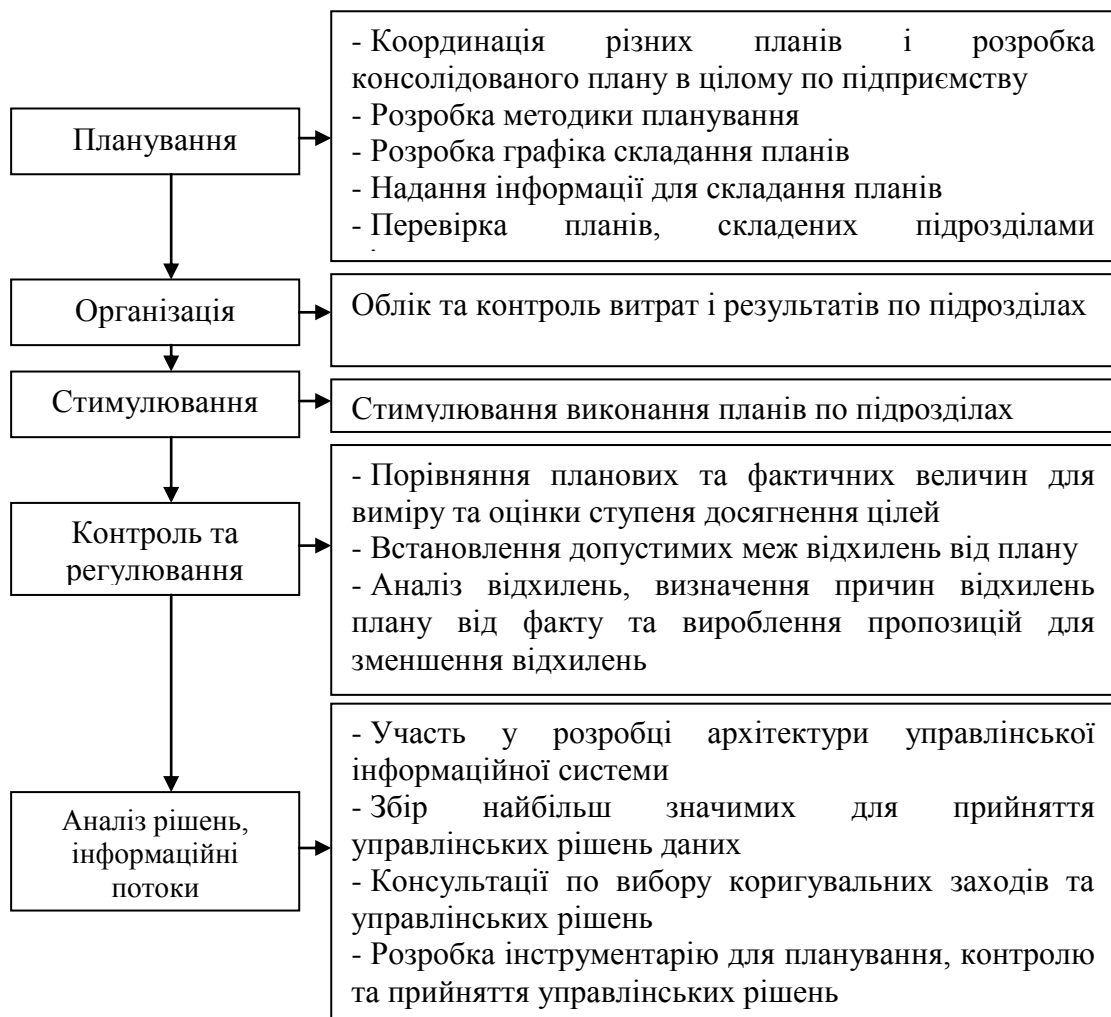 Планування
- Координація різних планів і розробка
консолідованого плану в цілому по підприємству
- Розробка методики планування
- Розробка графіка складання планів
- Надання інформації для складання планів
- Перевірка планів, складених підрозділами
Організація
Облік та контроль витрат і результатів по підрозділах
Стимулювання
Стимулювання виконання планів по підрозділах
Контроль та
регулювання
- Порівняння планових та фактичних величин для
виміру та оцінки ступеня досягнення цілей
- Встановлення допустимих меж відхилень від плану
- Аналіз відхилень, визначення причин відхилень
плану від факту та вироблення пропозицій для
зменшення відхилень
Аналіз рішень,
інформаційні
потоки
- Участь у розробці архітектури управлінської
інформаційної системи
- Збір найбільш значимих для прийняття
управлінських рішень даних
- Консультації по вибору коригувальних заходів та
управлінських рішень
- Розробка інструментарію для планування, контролю
та прийняття управлінських рішень